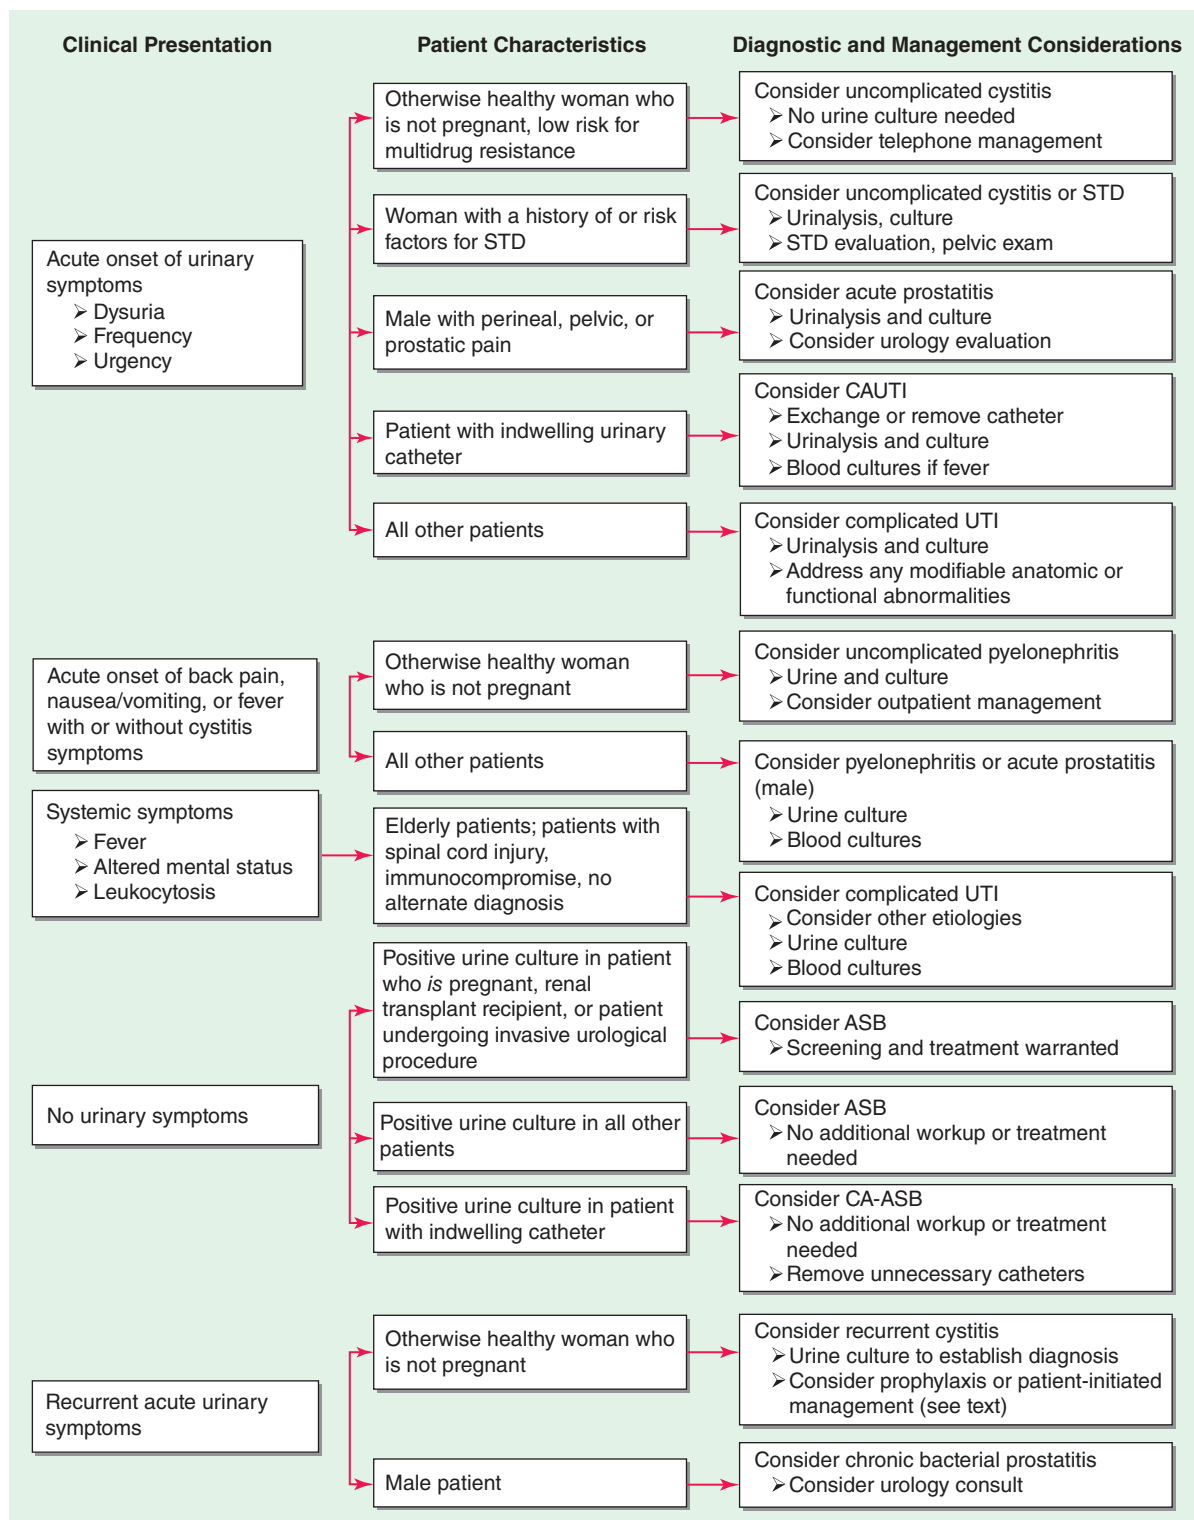 Clinical Presentation
Patient Characteristics
Diagnostic and Management Considerations
Acute onset of urinary
symptoms
➢ Dysuria
➢ Frequency
➢ Urgency
Otherwise healthy woman who
is not pregnant, low risk for
multidrug resistance
Consider uncomplicated cystitis
➢ No urine culture needed
➢ Consider telephone management
Woman with a history of or risk
factors for STD
Consider uncomplicated cystitis or STD
➢ Urinalysis, culture
➢ STD evaluation, pelvic exam
Male with perineal, pelvic, or
prostatic pain
Consider acute prostatitis
➢ Urinalysis and culture
➢ Consider urology evaluation
Patient with indwelling urinary
catheter
Consider CAUTI
➢ Exchange or remove catheter
➢ Urinalysis and culture
➢ Blood cultures if fever
All other patients
Consider complicated UTI
➢ Urinalysis and culture
➢ Address any modifiable anatomic or
functional abnormalities
Acute onset of back pain,
nausea/vomiting, or fever
with or without cystitis
symptoms
Otherwise healthy woman
who is not pregnant
Consider uncomplicated pyelonephritis
➢ Urine and culture
➢ Consider outpatient management
All other patients
Consider pyelonephritis or acute prostatitis
(male)
➢ Urine culture
➢ Blood cultures
Systemic symptoms
➢ Fever
➢ Altered mental status
➢ Leukocytosis
Elderly patients; patients with
spinal cord injury,
immunocompromise, no
alternate diagnosis
Consider complicated UTI
➢ Consider other etiologies
➢ Urine culture
➢ Blood cultures
No urinary symptoms
Positive urine culture in patient
who is pregnant, renal
transplant recipient, or patient
undergoing invasive urological
procedure
Consider ASB
➢ Screening and treatment warranted
Positive urine culture in all other
patients
Consider ASB
➢ No additional workup or treatment
needed
Positive urine culture in patient
with indwelling catheter
Consider CA-ASB
➢ No additional workup or treatment
needed
➢ Remove unnecessary catheters
Recurrent acute urinary
symptoms
Otherwise healthy woman who
is not pregnant
Consider recurrent cystitis
➢ Urine culture to establish diagnosis
➢ Consider prophylaxis or patient-initiated
management (see text)
Male patient
Consider chronic bacterial prostatitis
➢ Consider urology consult